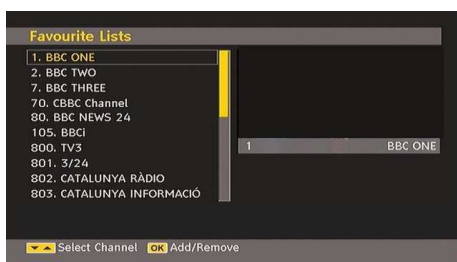 Favourite Lists
1. BBC ONE
2. BBC TWO
7. BBC THREE
70. CBBC Channel
80. BBC NEWS 24
105. BBCi
800. TV3
801. 3/24
802. CATALUNYA RÀDIO
803. CATALUNYA INFORMACIÓ
1 BBC ONE
Select Channel OK Add/Remove